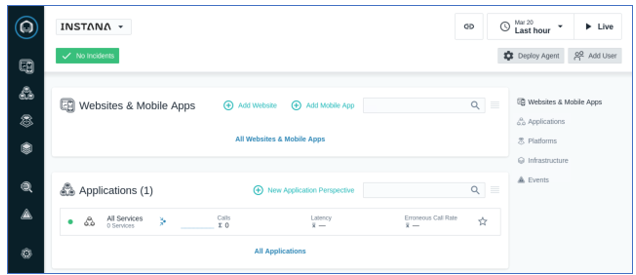 INSTANA
Mar 20
Last hour
Live
No Incidents
Deploy Agent
Add User
Websites & Mobile Apps
Add Website
Add Mobile App
All Websites & Mobile Apps
Applications (1)
New Application Perspective
All Services
0 Services
Calls
Σ 0
Latency
x̄ —
Erroneous Call Rate
x̄ —
All Applications
Websites & Mobile Apps
Applications
Platforms
Infrastructure
Events